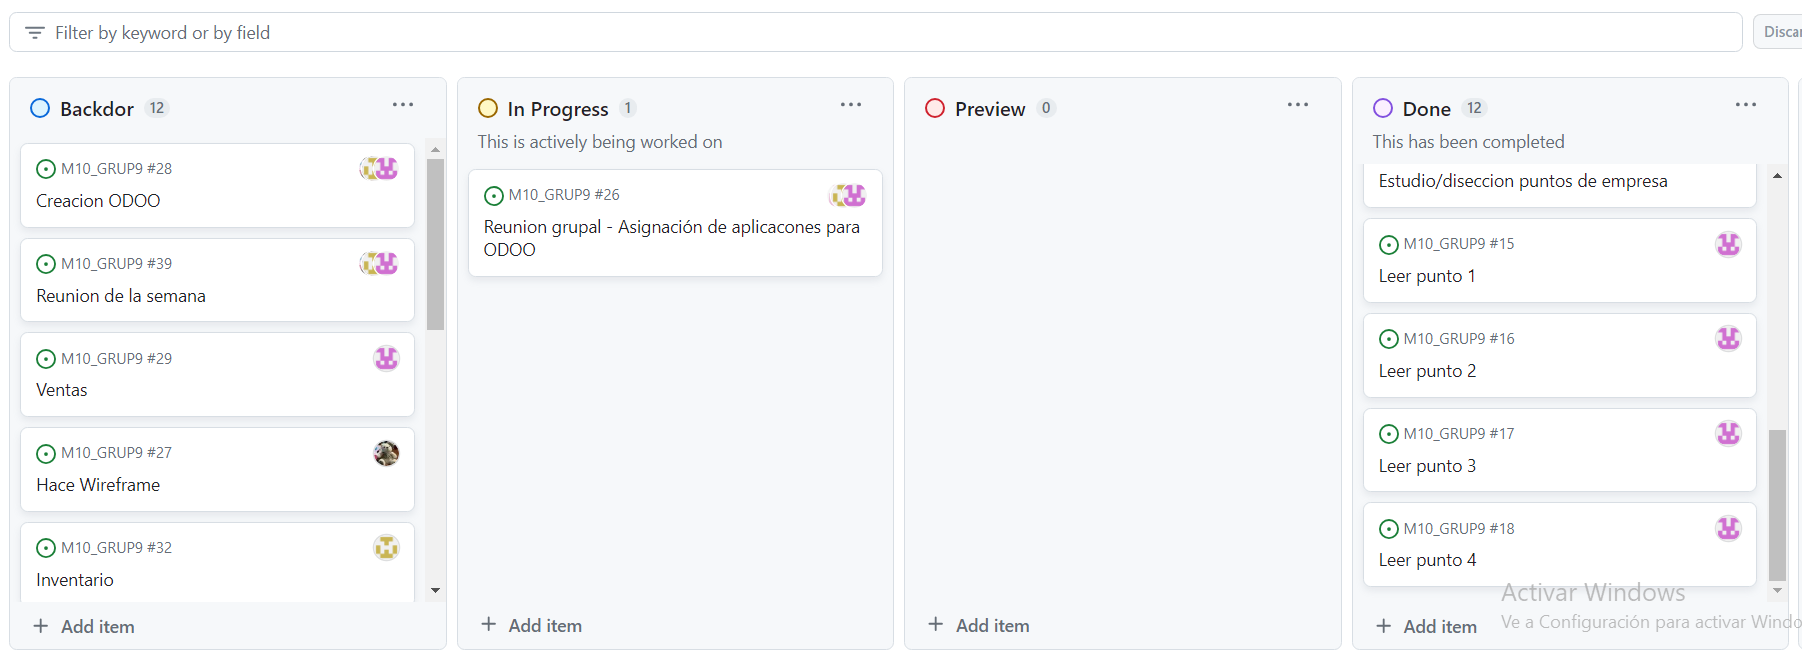 Filter by keyword or by field
Backdor 12
M10_GRUP9 #28
Creacion ODOO
M10_GRUP9 #39
Reunion de la semana
M10_GRUP9 #29
Ventas
M10_GRUP9 #27
Hace Wireframe
M10_GRUP9 #32
Inventario
Add item
In Progress 1
This is actively being worked on
M10_GRUP9 #26
Reunion grupal - Asignación de aplicacones para
ODOO
Add item
Preview 0
Add item
Done 12
This has been completed
Estudio/diseccion puntos de empresa
M10_GRUP9 #15
Leer punto 1
M10_GRUP9 #16
Leer punto 2
M10_GRUP9 #17
Leer punto 3
M10_GRUP9 #18
Leer punto 4
Add item
Activar Windows
Ve a Configuración para activar